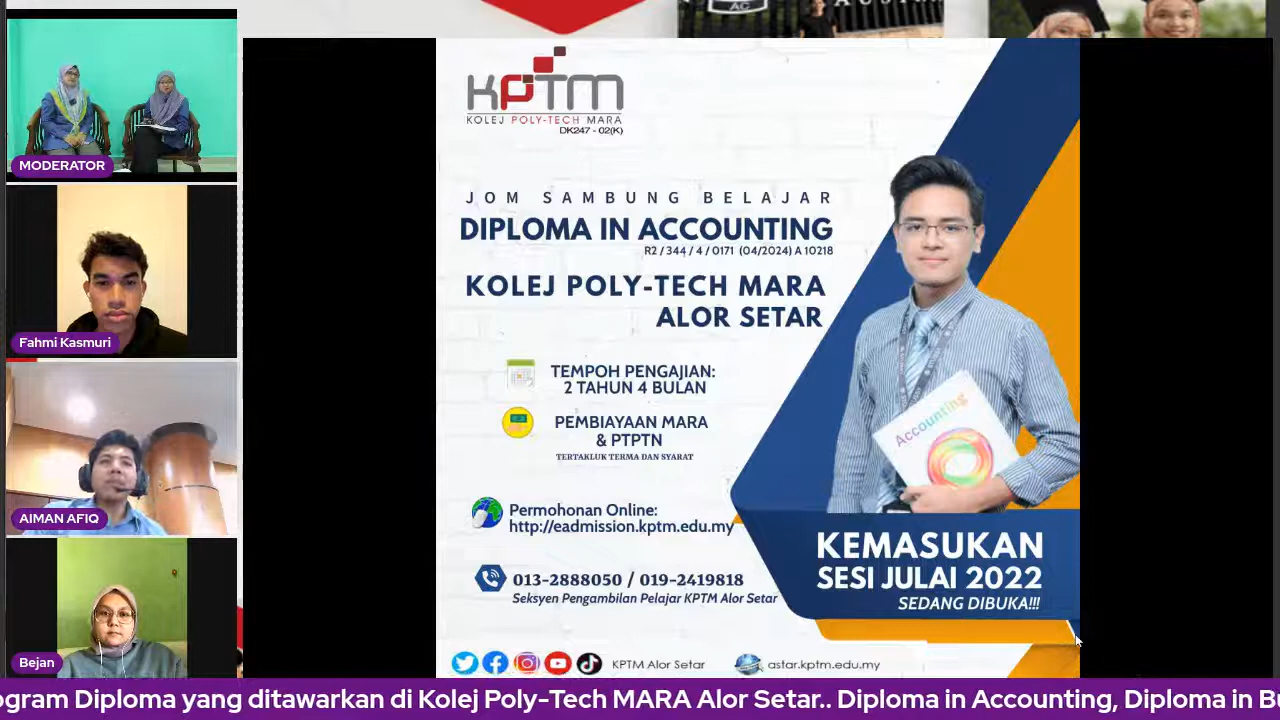 AC
MODERATOR
Fahmi Kasmuri
AIMAN AFIQ
Bejan
KPTM
KOLEJ POLY-TECH MARA
DK247 - 02(K)
JOM SAMBUNG BELAJAR
DIPLOMA IN ACCOUNTING
R2 / 344 / 4 / 0171 (04/2024) A 10218
KOLEJ POLY-TECH MARA
ALOR SETAR
TEMPOH PENGAJIAN:
2 TAHUN 4 BULAN
PEMBIAYAAN MARA
& PTPTN
TERTAKLUK TERMA DAN SYARAT
Permohonan Online:
http://eadmission.kptm.edu.my
013-2888050 / 019-2419818
Seksyen Pengambilan Pelajar KPTM Alor Setar
Accounting
KEMASUKAN
SESI JULAI 2022
SEDANG DIBUKA!!!
KPTM Alor Setar
astar.kptm.edu.my
ogram Diploma yang ditawarkan di Kolej Poly-Tech MARA Alor Setar.. Diploma in Accounting, Diploma in B